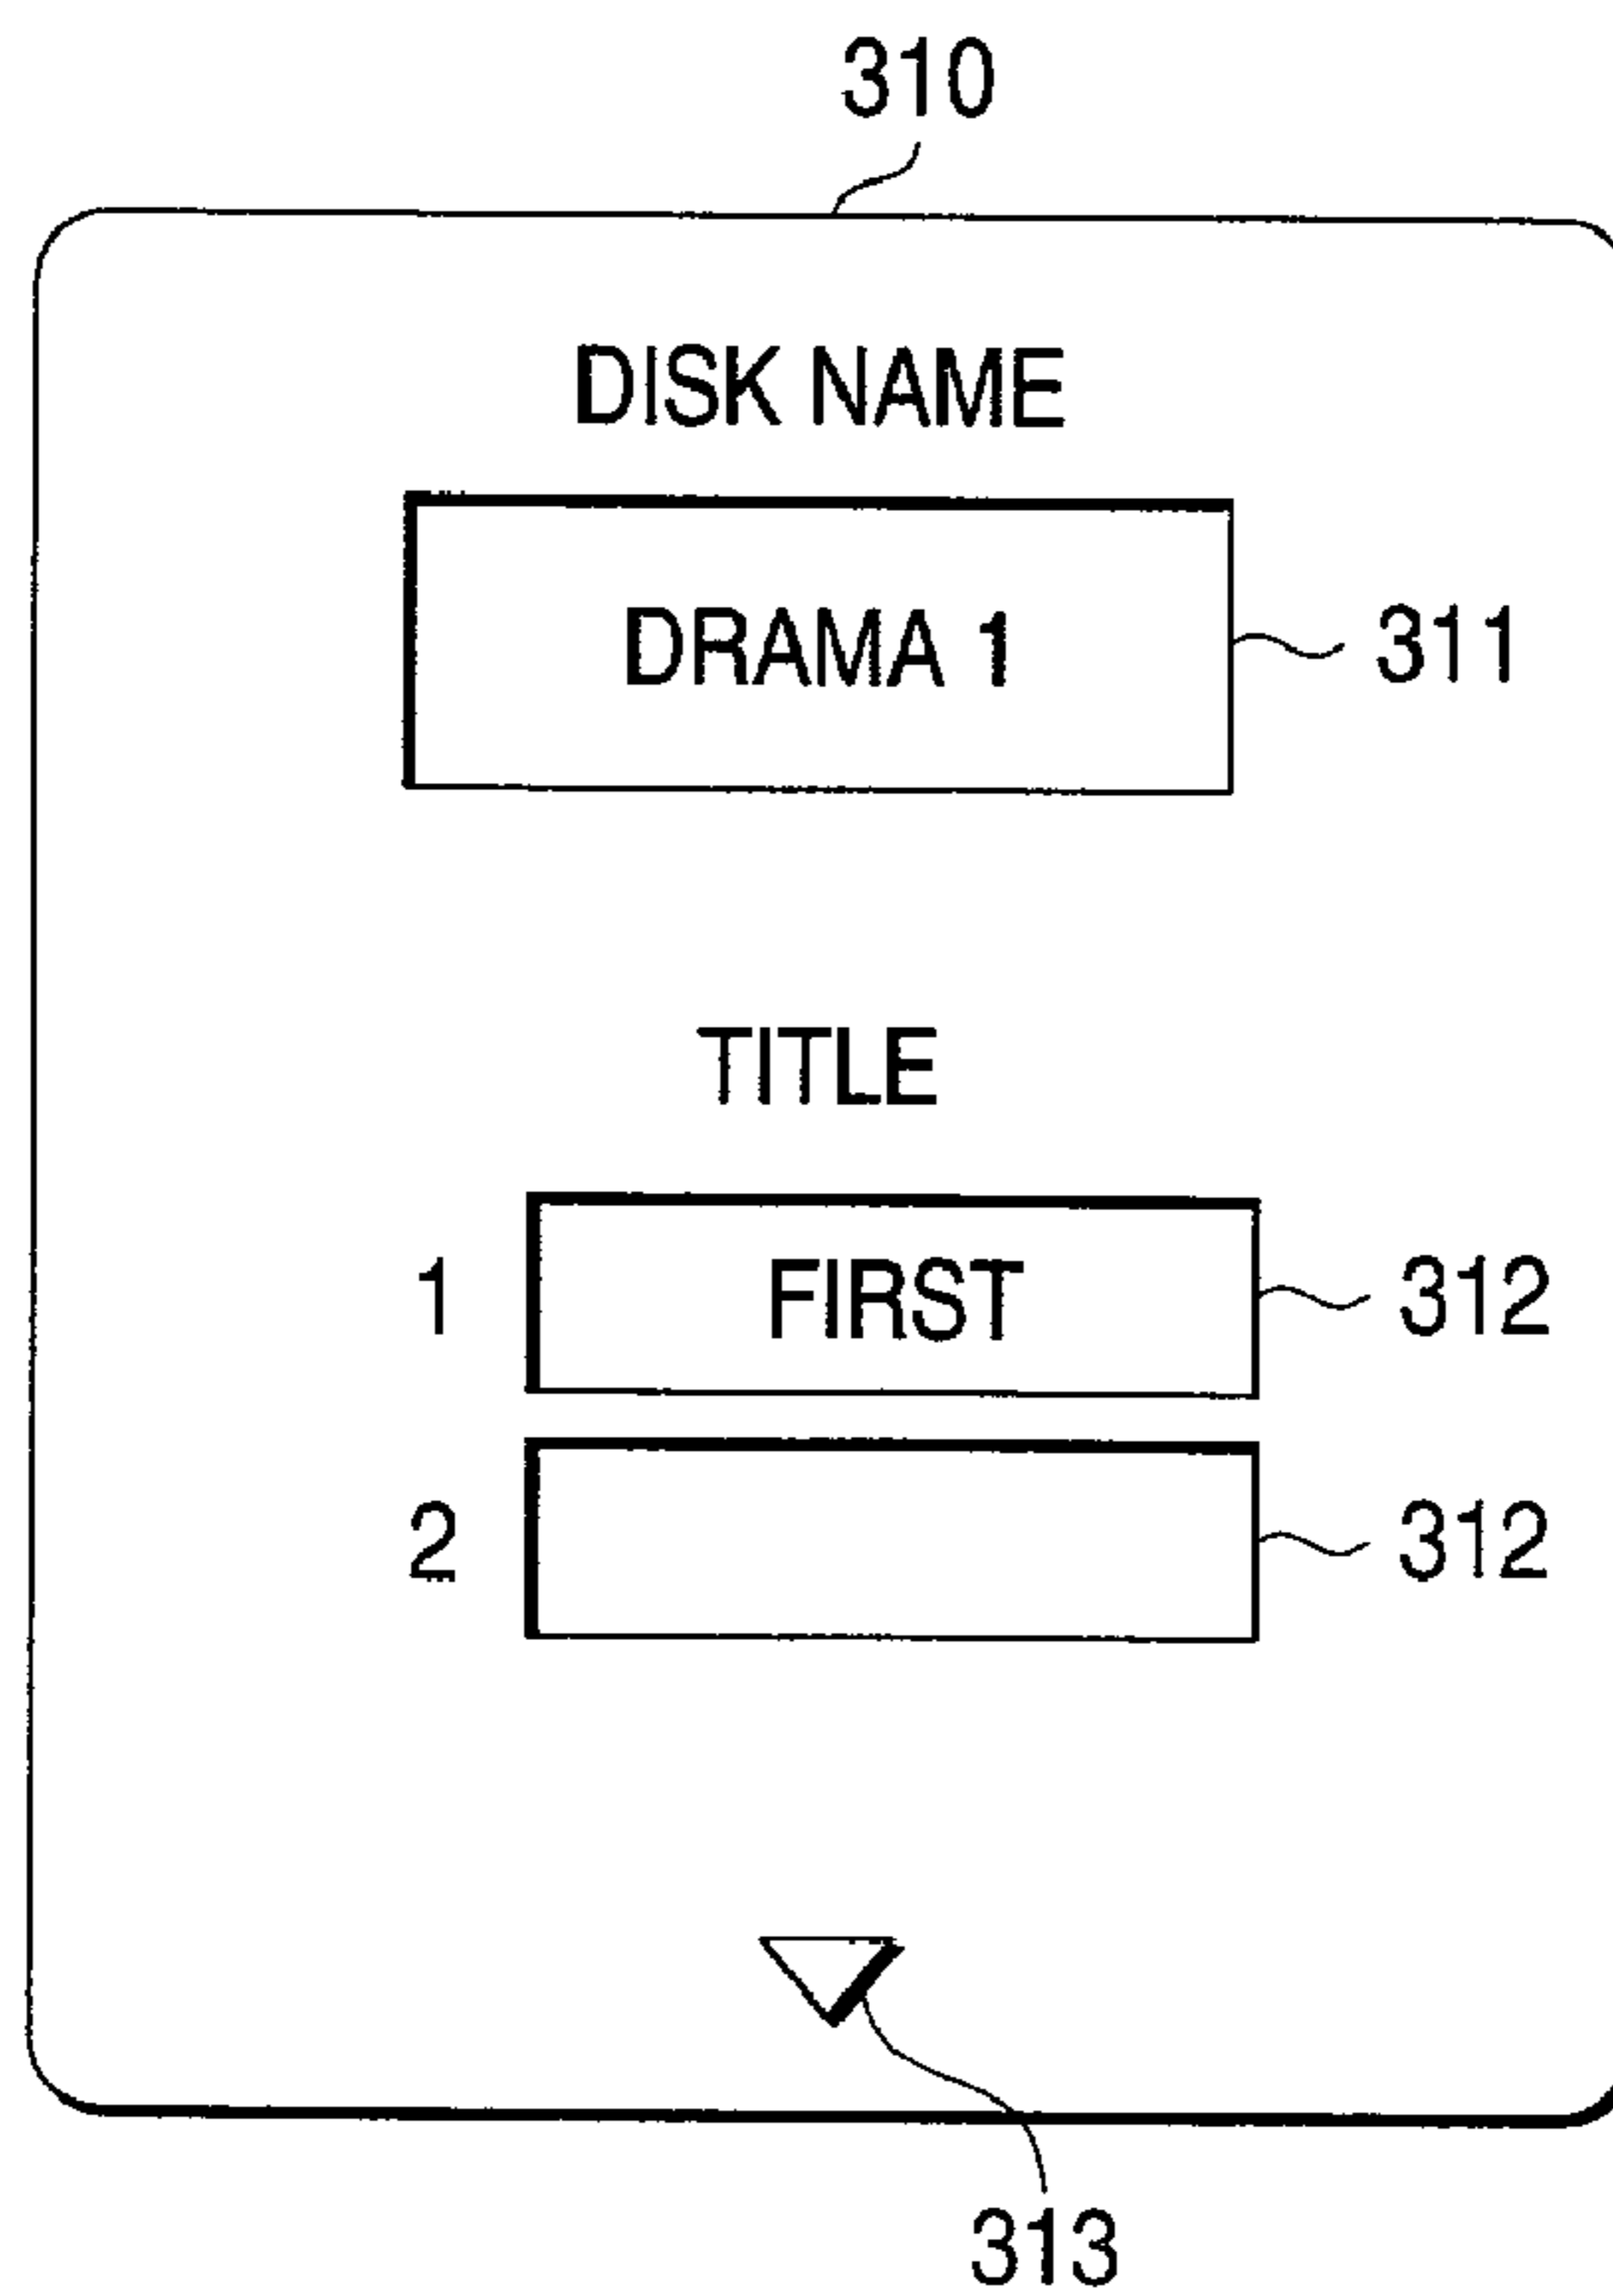 310
DISK NAME
DRAMA 1
311
TITLE
1 FIRST 312
2 312
313